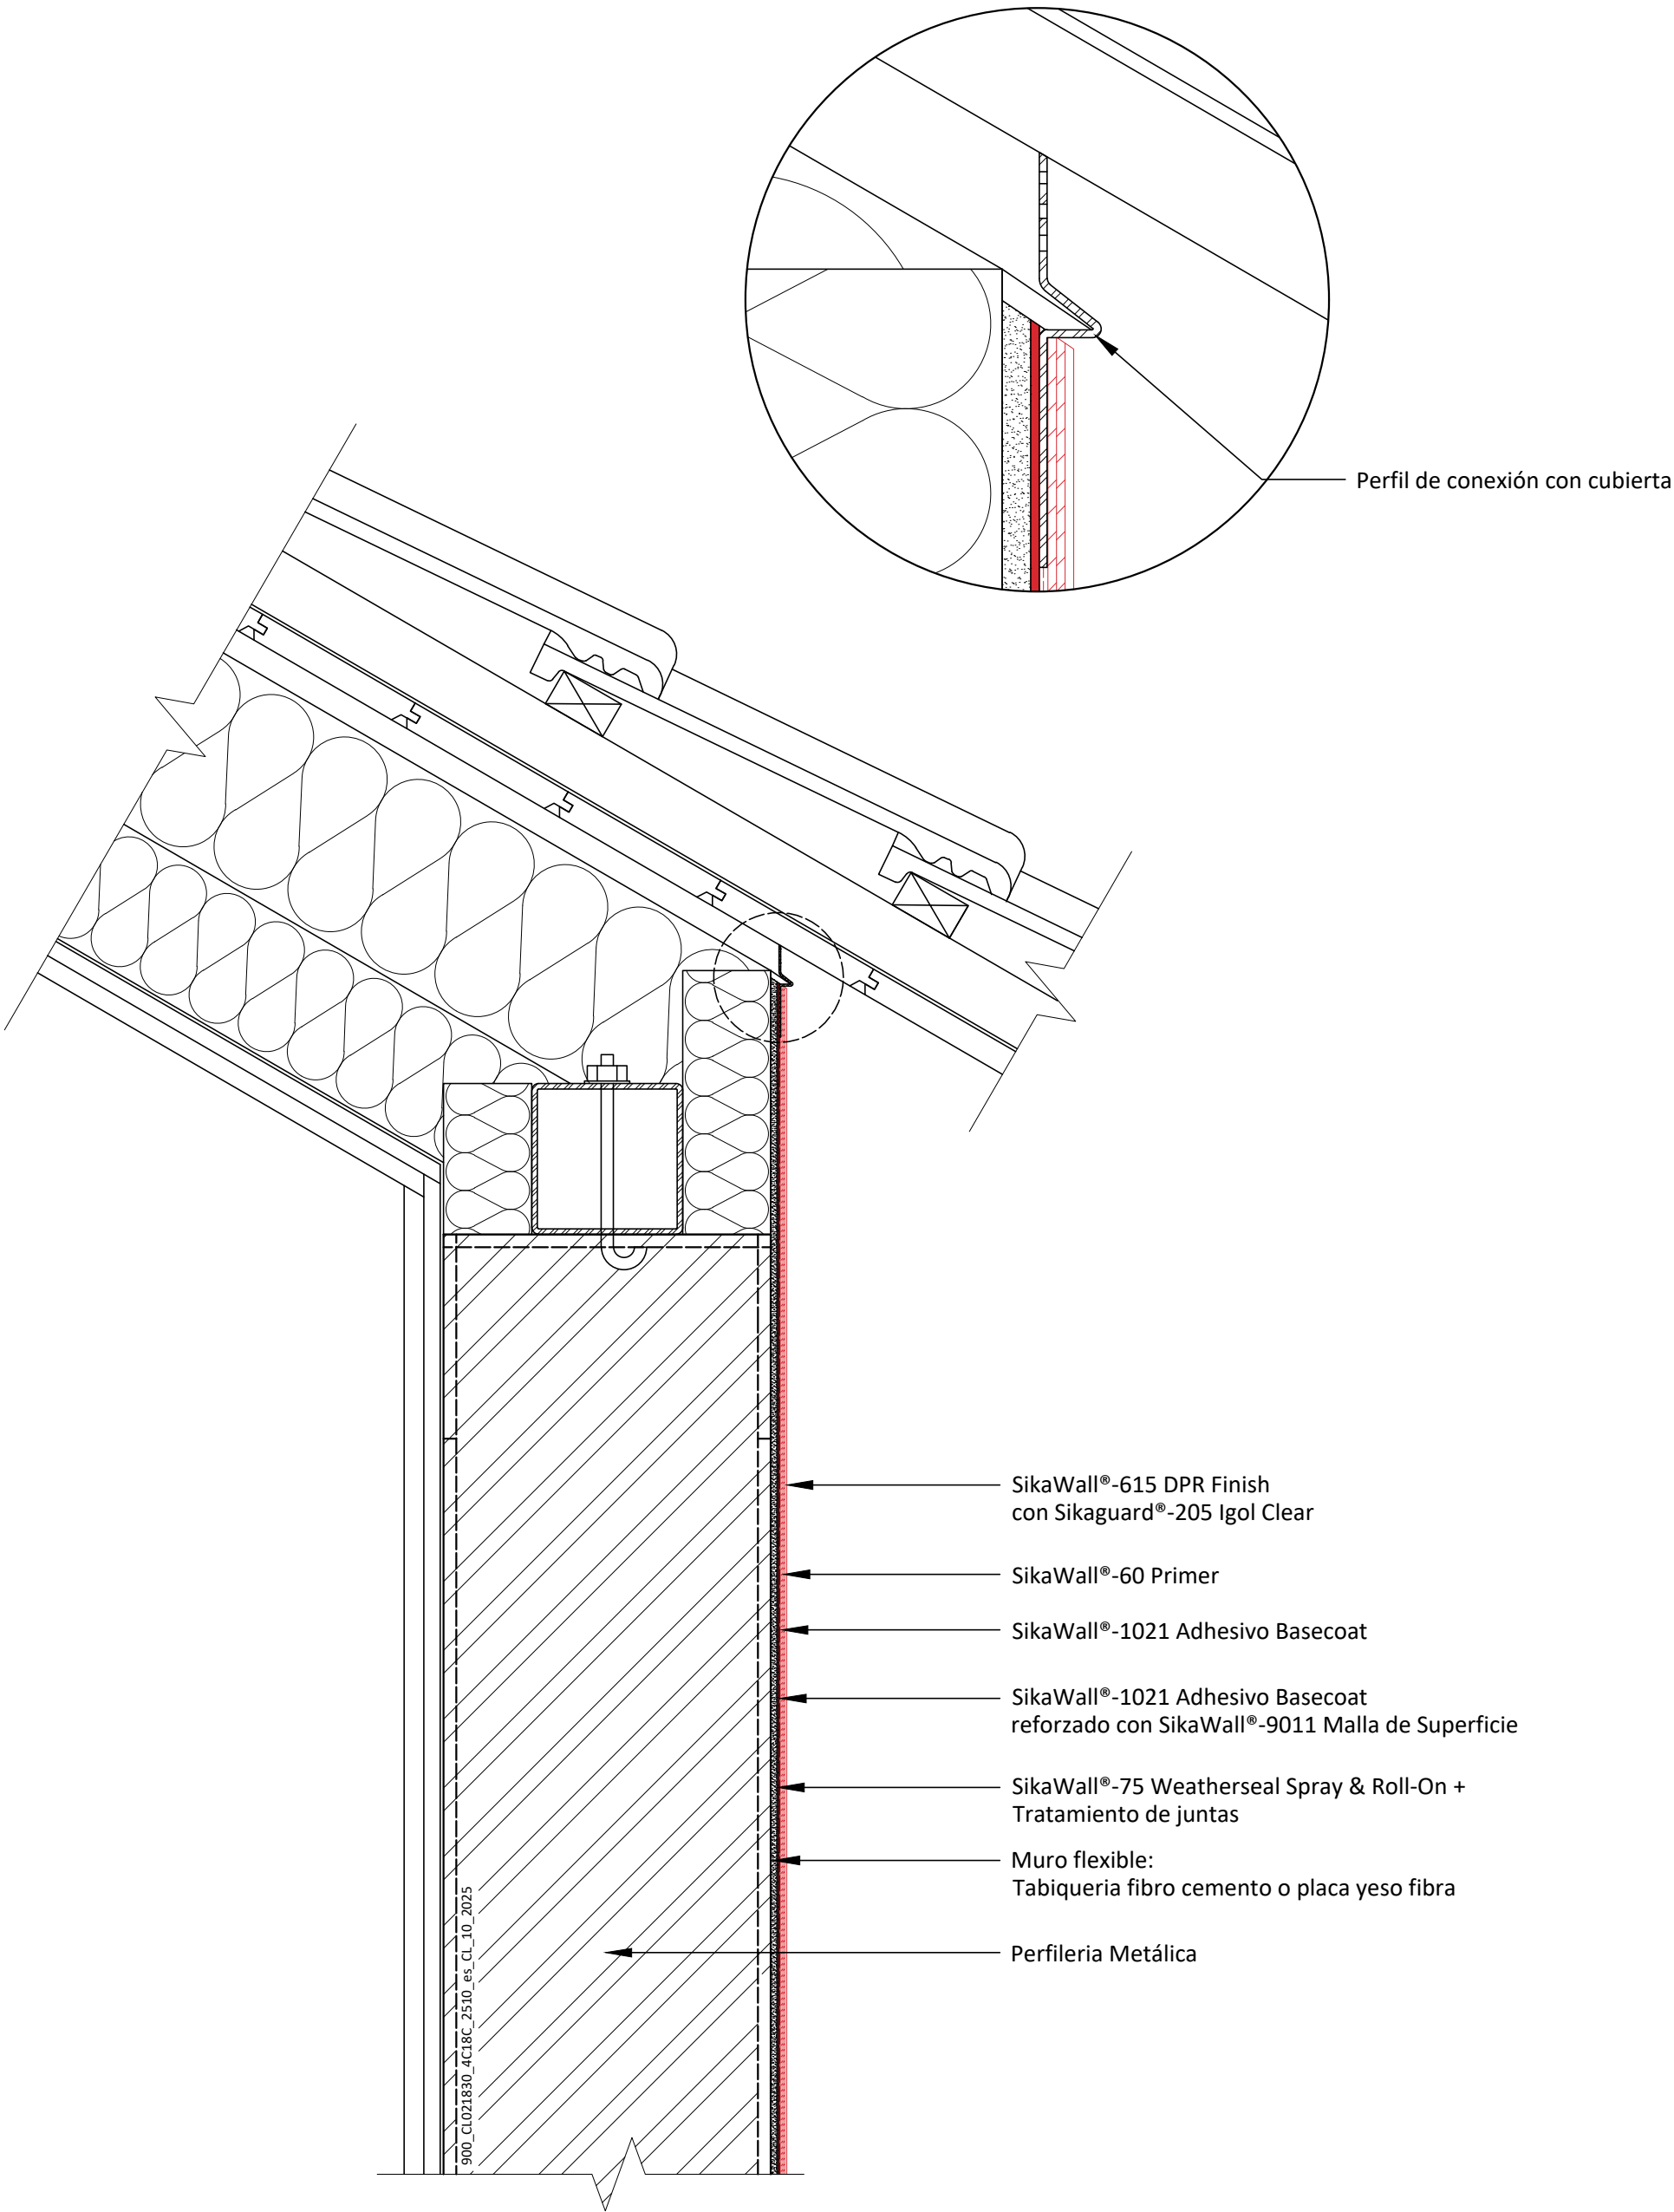 Perfil de conexión con cubierta
SikaWall®-615 DPR Finish
con Sikaguard®-205 Igol Clear
SikaWall®-60 Primer
SikaWall®-1021 Adhesivo Basecoat
SikaWall®-1021 Adhesivo Basecoat
reforzado con SikaWall®-9011 Malla de Superficie
SikaWall®-75 Weatherseal Spray & Roll-On +
Tratamiento de juntas
Muro flexible:
Tabiqueria fibro cemento o placa yeso fibra
Perfileria Metálica
900_CL021830_4C18C_2510_es_CL_10_2025